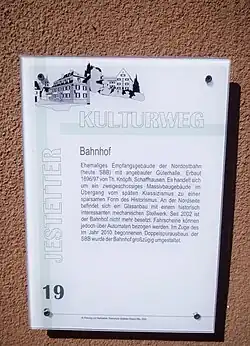 KULTURWEG
JESTETTER
Bahnhof
Ehemaliges Empfangsgebäude der Nordostbahn
(heute SBB) mit angebauter Güterhalle. Erbaut
1896/97 von Th. Knöpfli, Schaffhausen. Es handelt sich
um ein zweigeschossiges Massivbaugebäude im
Übergang vom späten Klassizismus zu einer
sparsamen Form des Historismus. An der Nordseite
befindet sich ein Glasanbau mit einem historisch
interessanten mechanischen Stellwerk. Seit 2002 ist
der Bahnhof nicht mehr besetzt. Fahrscheine können
jedoch über Automaten bezogen werden. Im Zuge des
im Jahr 2010 begonnenen Doppelspurausbaus der
SBB wurde der Bahnhof großzügig umgestaltet.
19